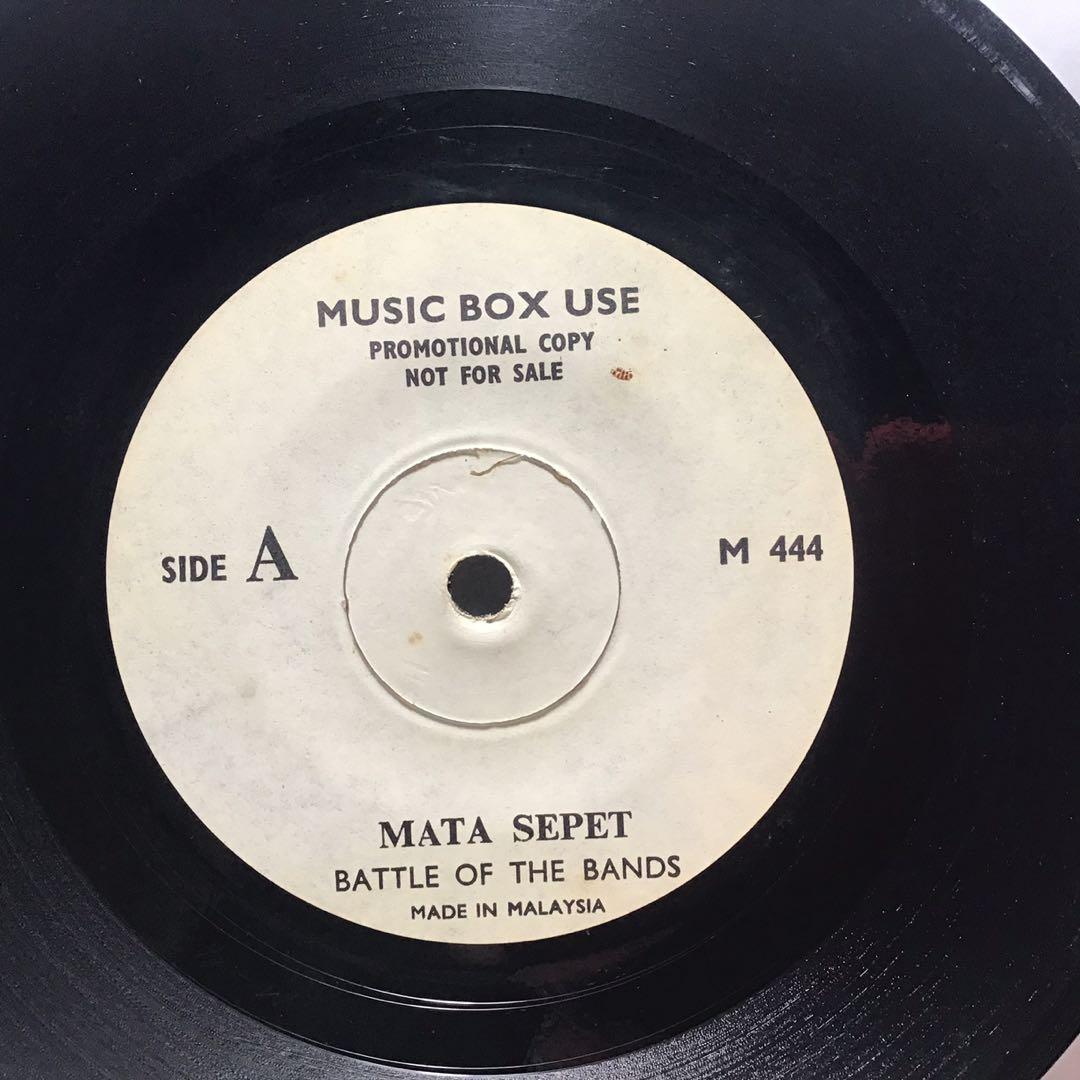 MUSIC BOX USE
PROMOTIONAL COPY
NOT FOR SALE
SIDE A
M 444
MATA SEPET
BATTLE OF THE BANDS
MADE IN MALAYSIA